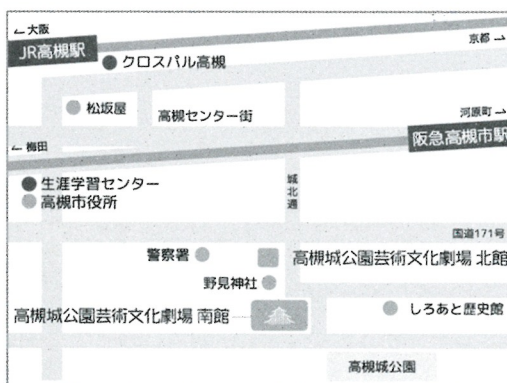 ←大阪
JR高槻駅
京都→
クロスパル高槻
松坂屋
高槻センター街
河原町→
阪急高槻市駅
←梅田
生涯学習センター
高槻市役所
城北通
国道171号
警察署
高槻城公園芸術文化劇場 北館
野見神社
高槻城公園芸術文化劇場 南館
しろあと歴史館
高槻城公園